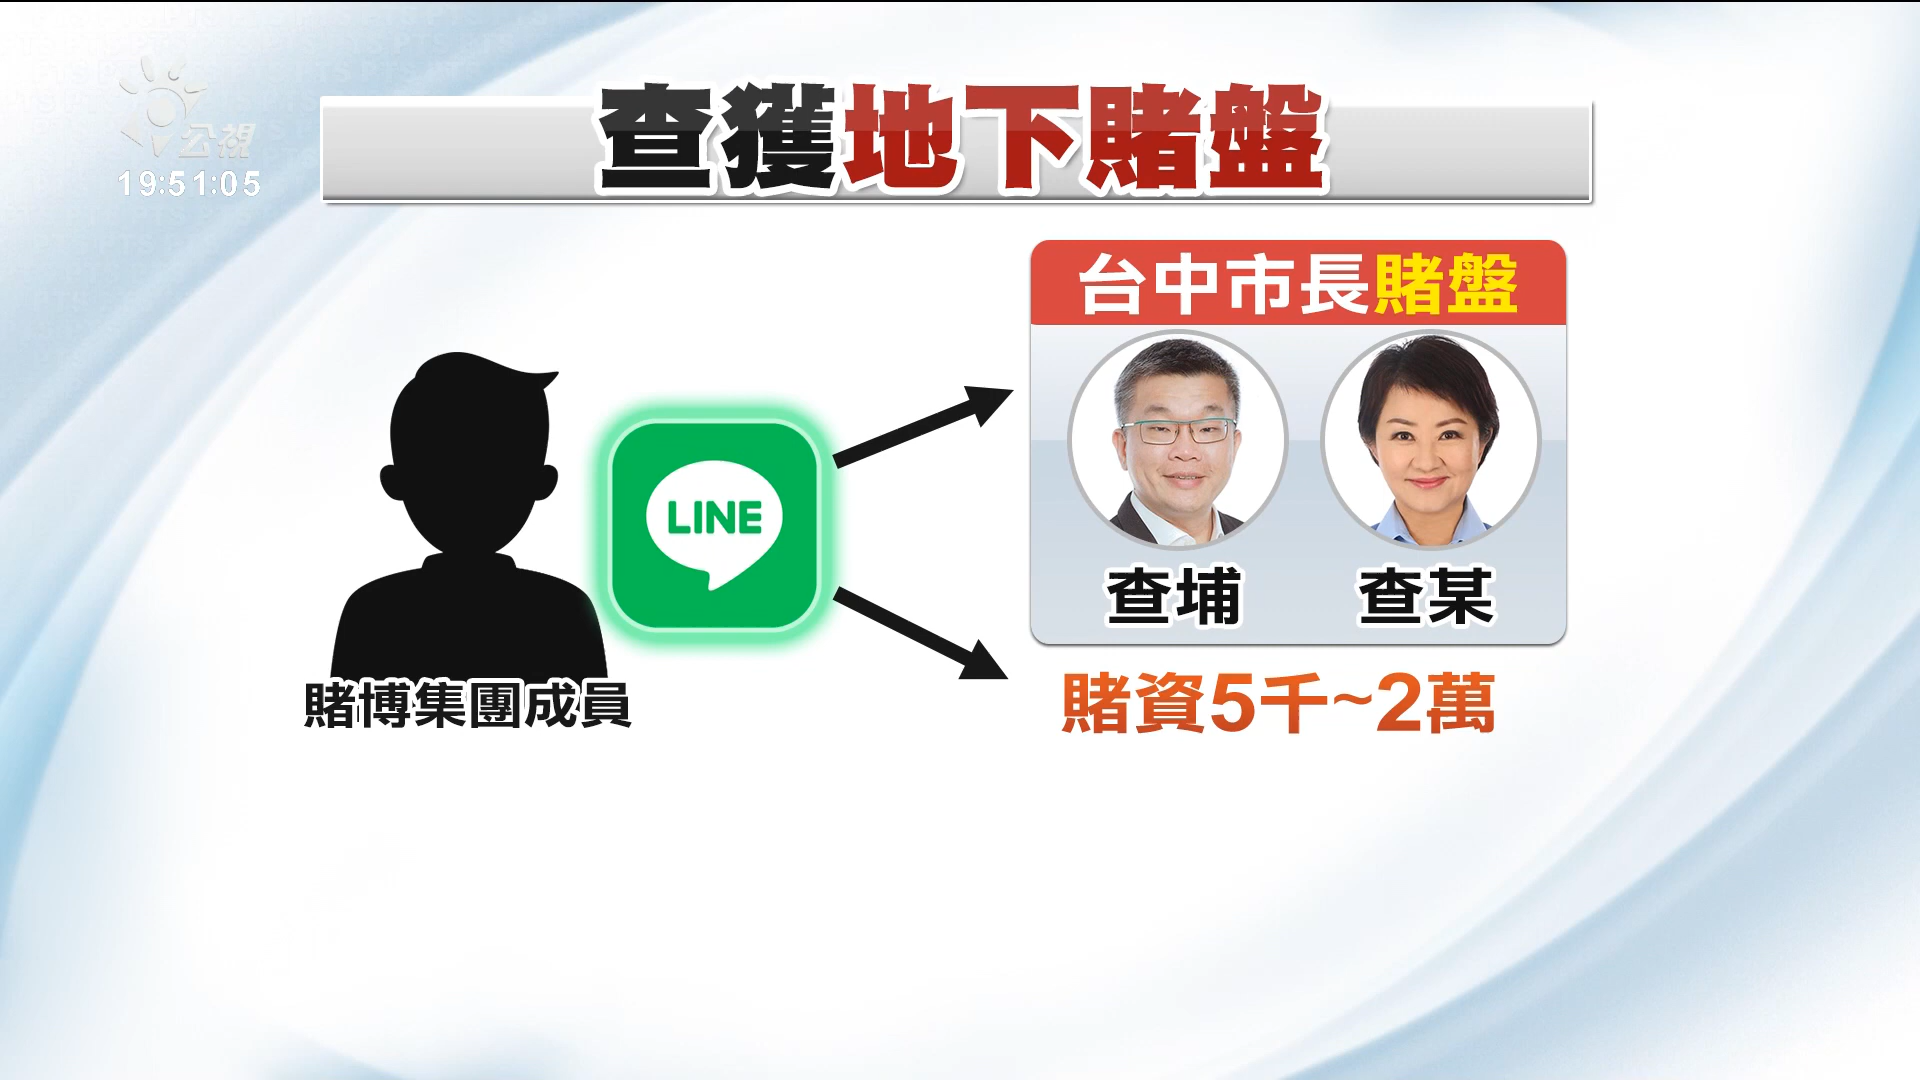 公視
19:51:05
查獲地下賭盤
台中市長賭盤
LINE
查埔
查某
賭博集團成員
賭資5千~2萬